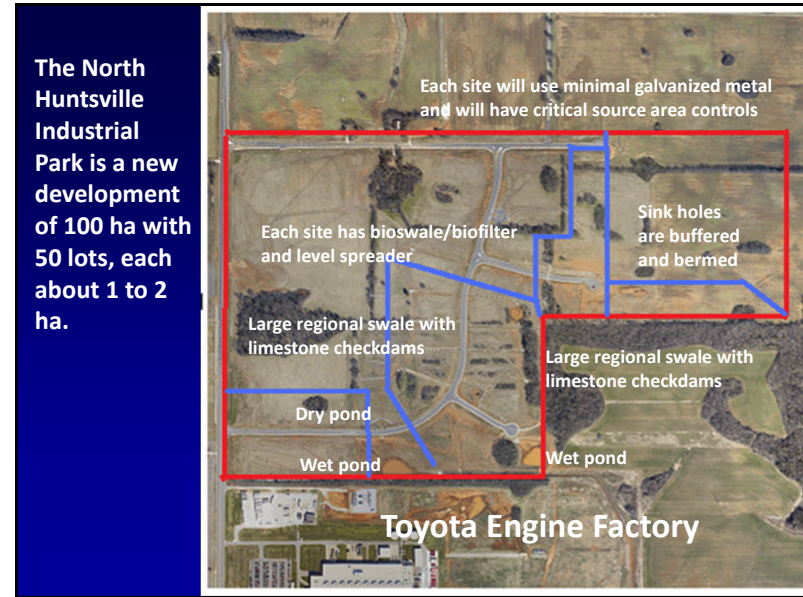 The North
Huntsville
Industrial
Park is a new
development
of 100 ha with
50 lots, each
about 1 to 2
ha.
Each site will use minimal galvanized metal
and will have critical source area controls
Sink holes
are buffered
and bermed
Each site has bioswale/biofilter
and level spreader
Large regional swale with
limestone checkdams
Large regional swale with
limestone checkdams
Dry pond
Wet pond
Wet pond
Toyota Engine Factory